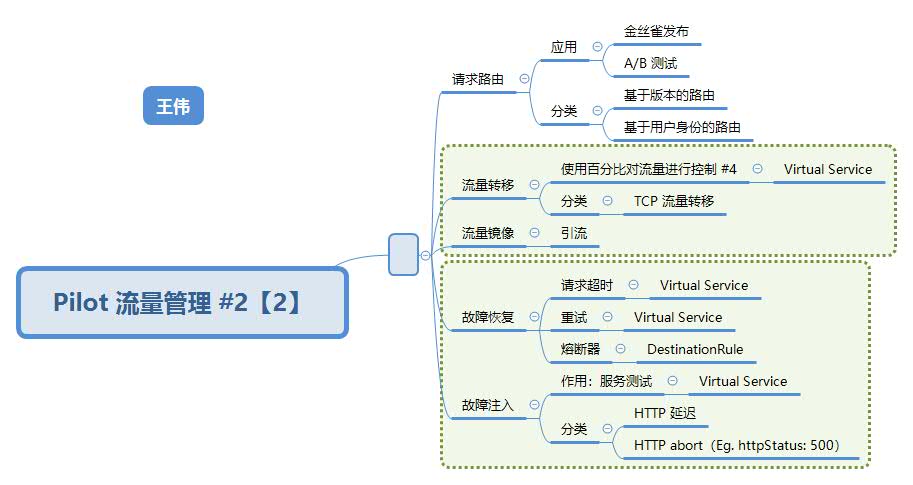 金丝雀发布
应用
A/B 测试
请求路由
基于版本的路由
分类
基于用户身份的路由
王伟
使用百分比对流量进行控制 #4
Virtual Service
流量转移
分类
TCP 流量转移
流量镜像
引流
Pilot 流量管理 #2【2】
请求超时
Virtual Service
故障恢复
重试
Virtual Service
熔断器
DestinationRule
作用：服务测试
Virtual Service
故障注入
HTTP 延迟
分类
HTTP abort（Eg. httpStatus: 500）